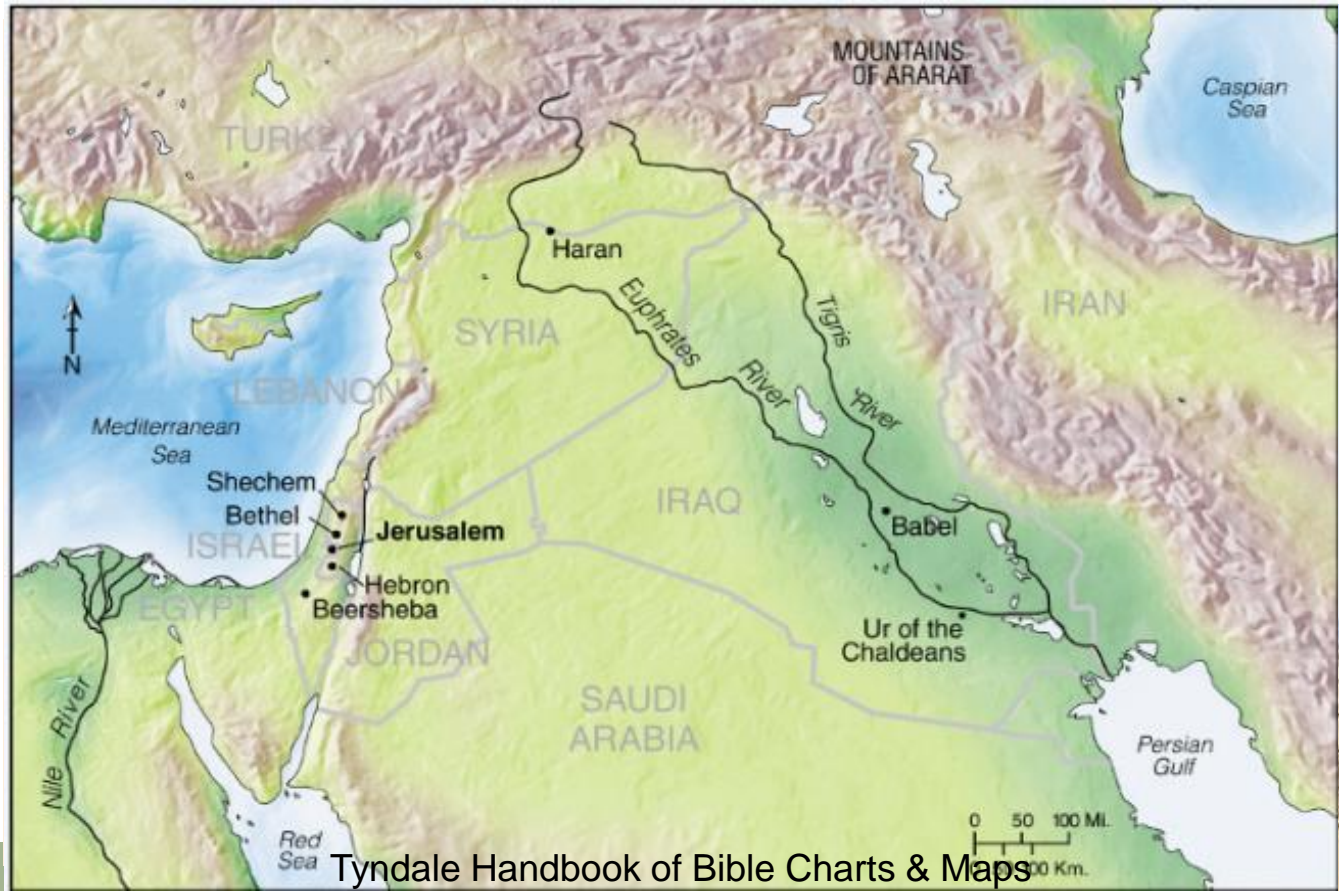 MOUNTAINS
OF ARARAT
Caspian
Sea
TURKEY
Haran
Euphrates
River
Tigris
River
IRAN
SYRIA
N
LEBANON
Mediterranean
Sea
Shechem
Bethel
ISRAEL
Jerusalem
Hebron
Beersheba
EGYPT
JORDAN
IRAQ
Babel
Ur of the
Chaldeans
SAUDI
ARABIA
Nile River
Persian
Gulf
Red
Sea
0 50 100 Mi.
Km.
Tyndale Handbook of Bible Charts & Maps